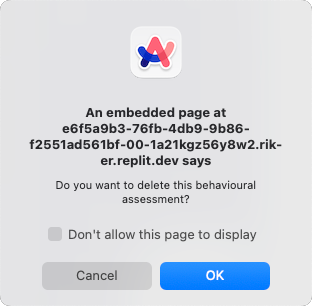 An embedded page at
e6f5a9b3-76fb-4db9-9b86-
f2551ad561bf-00-1a21kgz56y8w2.rik-
er.replit.dev says
Do you want to delete this behavioural
assessment?
Don't allow this page to display
Cancel
OK